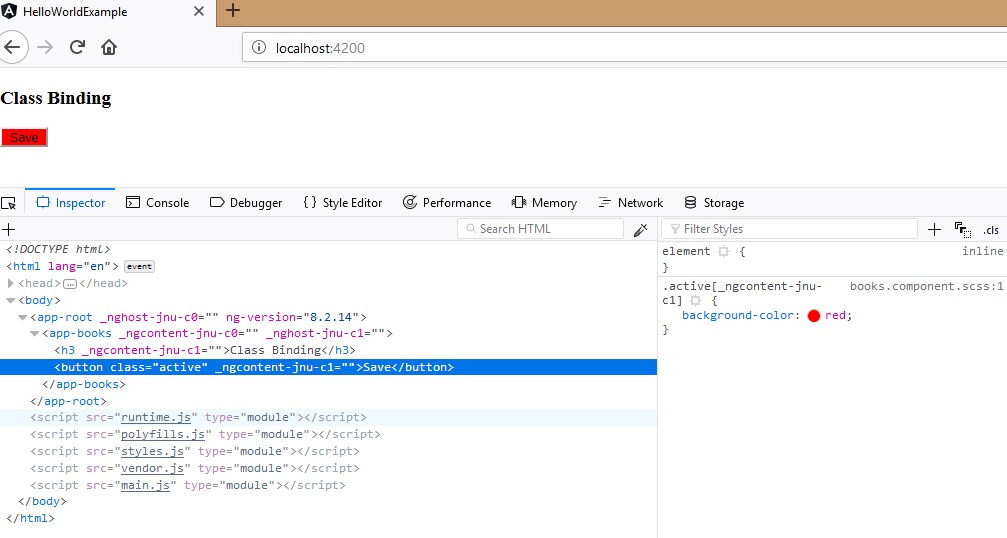 HelloWorldExample
localhost:4200
Class Binding
Save
Inspector Console Debugger { } Style Editor Performance Memory Network Storage
+ Search HTML Filter Styles + .cls
<!DOCTYPE html>
<html lang="en"> event
<head> ... </head>
<body>
<app-root _nghost-jnu-c0="" ng-version="8.2.14">
<app-books _ngcontent-jnu-c0="" _nghost-jnu-c1="">
<h3 _ngcontent-jnu-c1="">Class Binding</h3>
<button class="active" _ngcontent-jnu-c1="">Save</button>
</app-books>
</app-root>
<script src="runtime.js" type="module"></script>
<script src="polyfills.js" type="module"></script>
<script src="styles.js" type="module"></script>
<script src="vendor.js" type="module"></script>
<script src="main.js" type="module"></script>
</body>
</html>
element { inline
}
.active[_ngcontent-jnu- books.component.scss:1
c1] {
background-color: red;
}